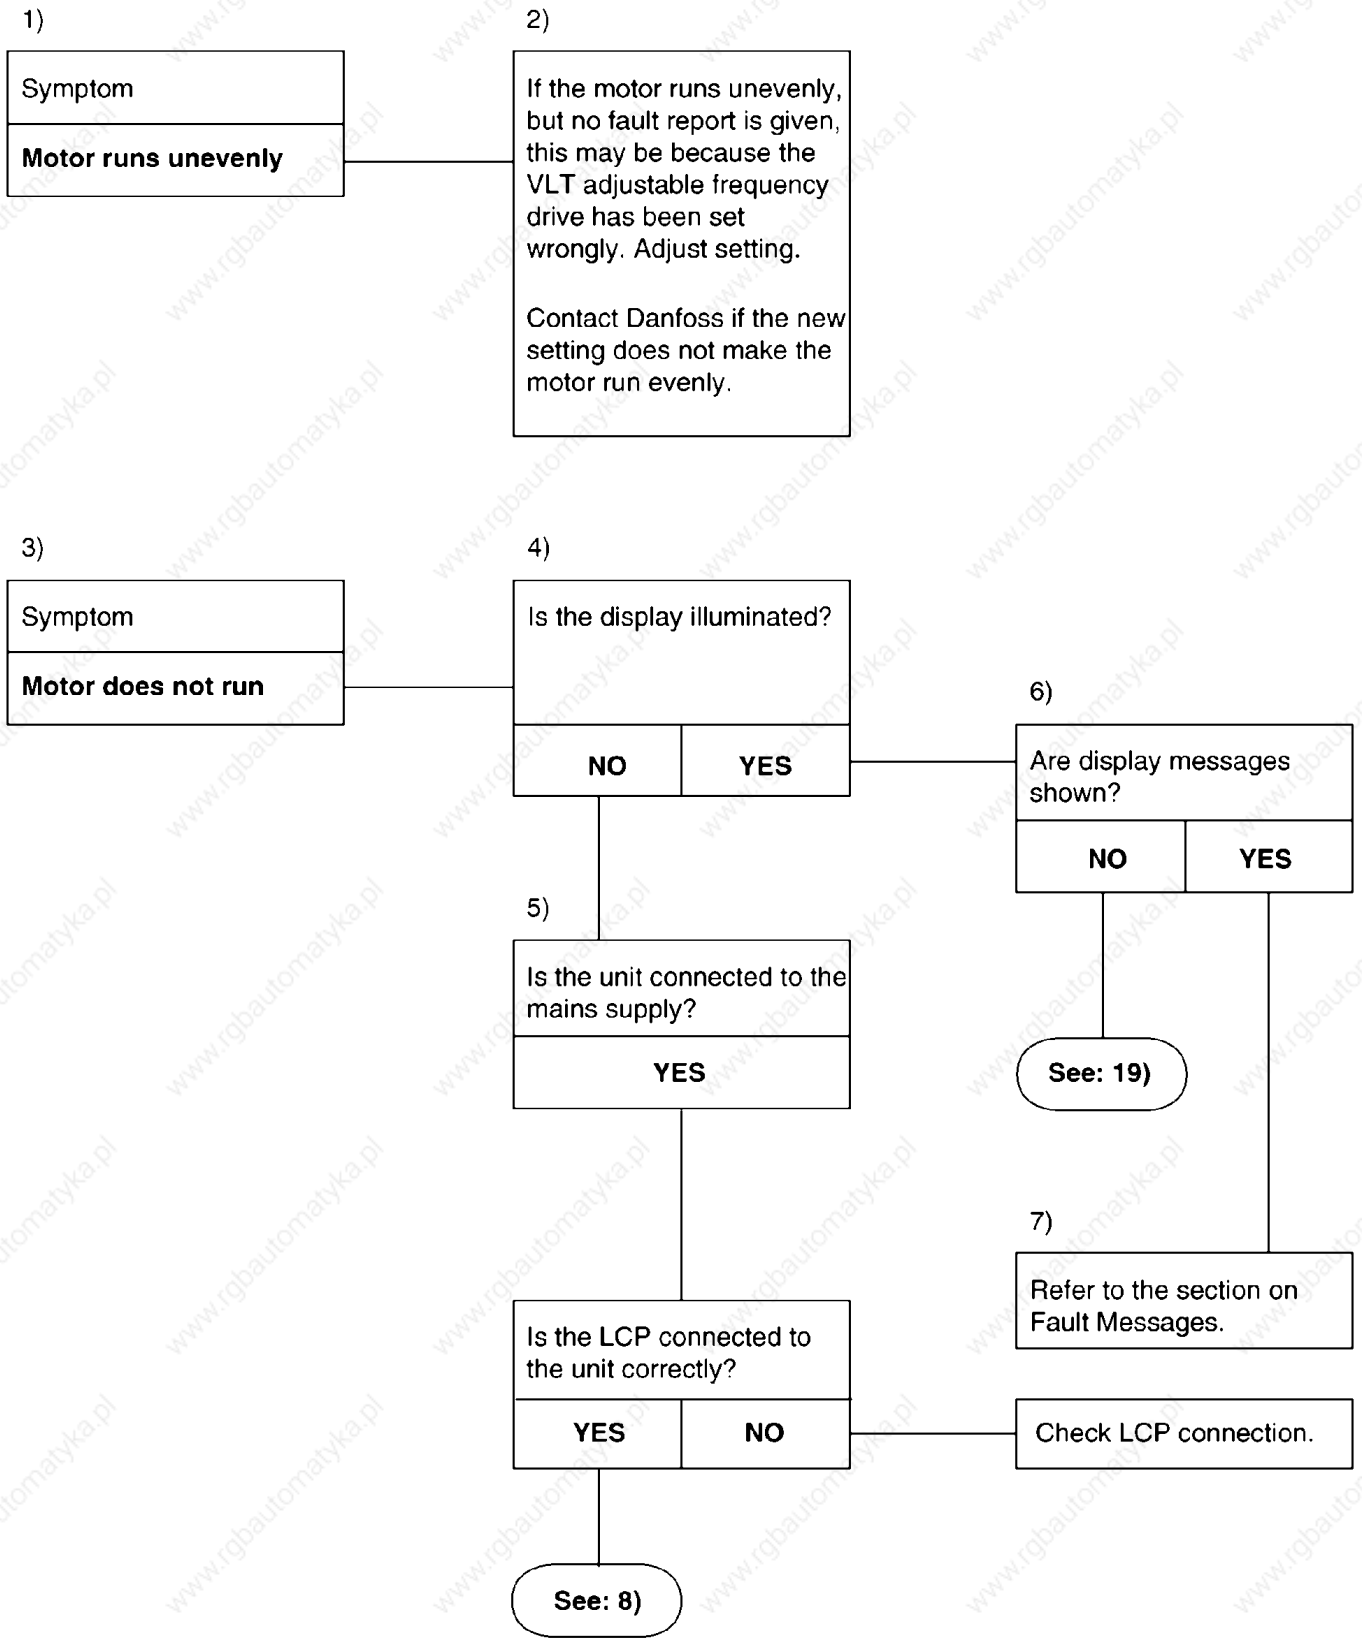 1)
Symptom
Motor runs unevenly
2)
If the motor runs unevenly,
but no fault report is given,
this may be because the
VLT adjustable frequency
drive has been set
wrongly. Adjust setting.
Contact Danfoss if the new
setting does not make the
motor run evenly.
3)
Symptom
Motor does not run
4)
Is the display illuminated?
NO
YES
6)
Are display messages
shown?
NO
YES
5)
Is the unit connected to the
mains supply?
YES
See: 19)
7)
Refer to the section on
Fault Messages.
Is the LCP connected to
the unit correctly?
YES
NO
Check LCP connection.
See: 8)
www.rgbautomatyka.pl